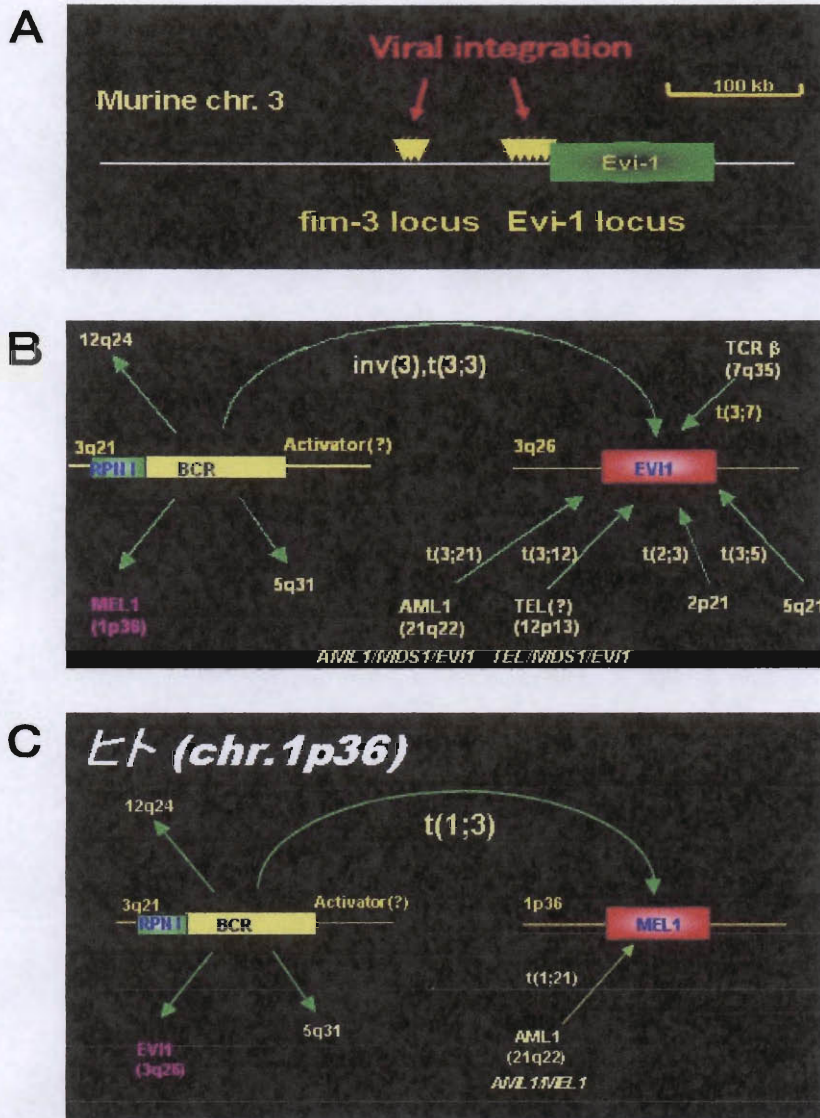 A
Viral integration
Murine chr. 3
100 kb
Evi-1
fim-3 locus Evi-1 locus
B
12q24
inv(3),t(3;3)
TCR β
(7q35)
t(3;7)
3q21
Activator(?)
3q26
RPN I
BCR
EVI1
t(3;21)
t(3;12)
t(2;3)
t(3;5)
MEL1
(1p36)
5q31
AML1
(21q22)
TEL(?)
(12p13)
2p21
5q21
AML1/MDS1/EVI1 TEL/MDS1/EVI1
C
ヒト (chr.1p36)
12q24
t(1;3)
3q21
Activator(?)
1p36
RPN I
BCR
MEL1
t(1;21)
EVI1
(3q26)
5q31
AML1
(21q22)
AML1/MEL1